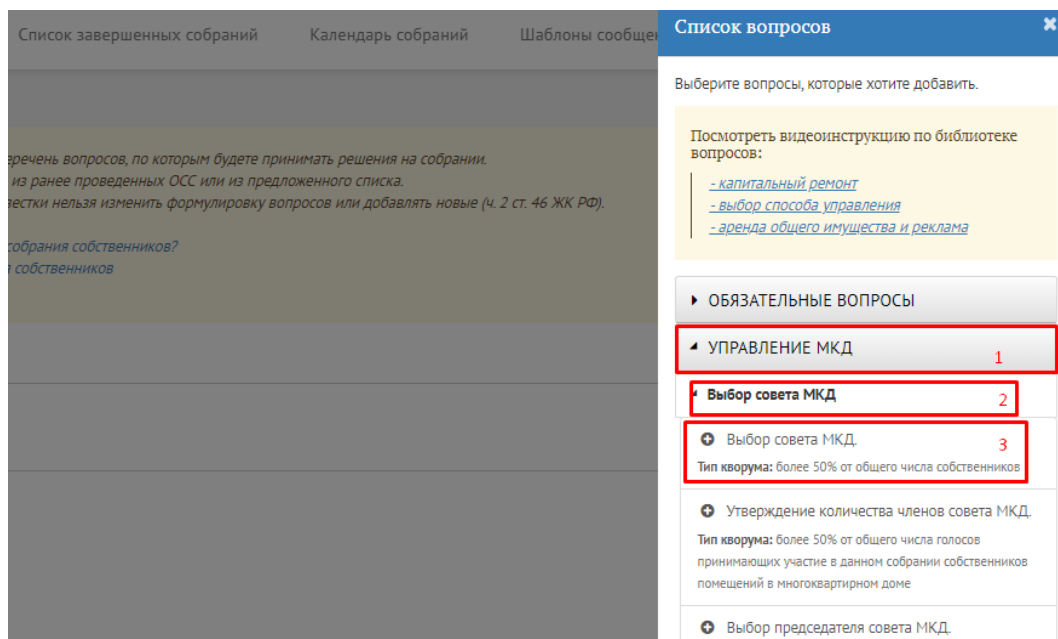 Список завершенных собраний
Календарь собраний
Шаблоны сообще
еречень вопросов, по которым будете принимать решения на собрании.
из ранее проведенных ОСС или из предложенного списка.
вестки нельзя изменить формулировку вопросов или добавлять новые (ч. 2 ст. 46 ЖК РФ).
собрания собственников?
собственников
Список вопросов
Выберите вопросы, которые хотите добавить.
Посмотреть видеоинструкцию по библиотеке
вопросов:
- капитальный ремонт
- выбор способа управления
- аренда общего имущества и реклама
ОБЯЗАТЕЛЬНЫЕ ВОПРОСЫ
УПРАВЛЕНИЕ МКД 1
Выбор совета МКД 2
Выбор совета МКД. 3
Тип кворума: более 50% от общего числа собственников
Утверждение количества членов совета МКД.
Тип кворума: более 50% от общего числа голосов
принимающих участие в данном собрании собственников
помещений в многоквартирном доме
Выбор председателя совета МКД.